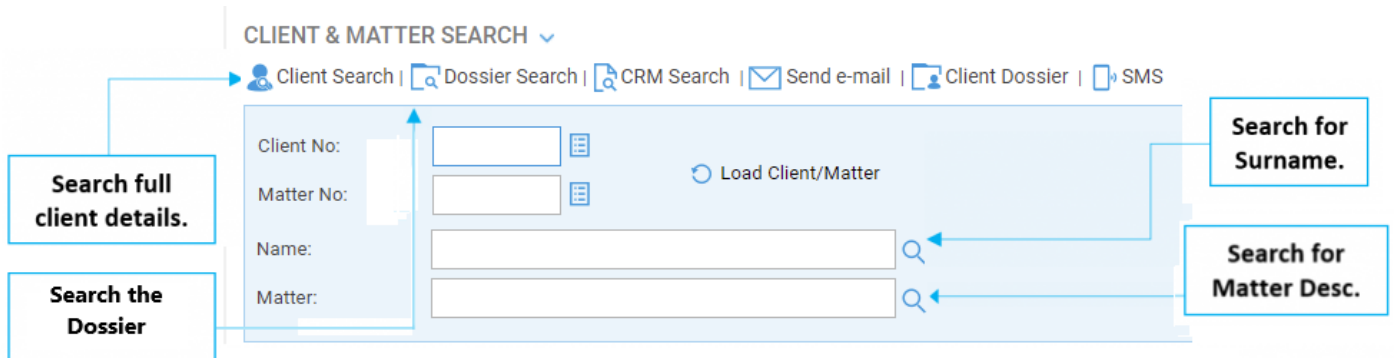 CLIENT & MATTER SEARCH
Client Search | Dossier Search | CRM Search | Send e-mail | Client Dossier | SMS
Client No:
Load Client/Matter
Matter No:
Name:
Matter:
Search full
client details.
Search the
Dossier
Search for
Surname.
Search for
Matter Desc.